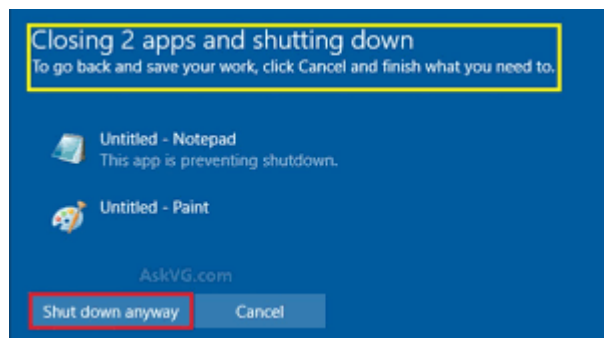 Closing 2 apps and shutting down
To go back and save your work, click Cancel and finish what you need to.
Untitled - Notepad
This app is preventing shutdown.
Untitled - Paint
AskVG.com
Shut down anyway
Cancel